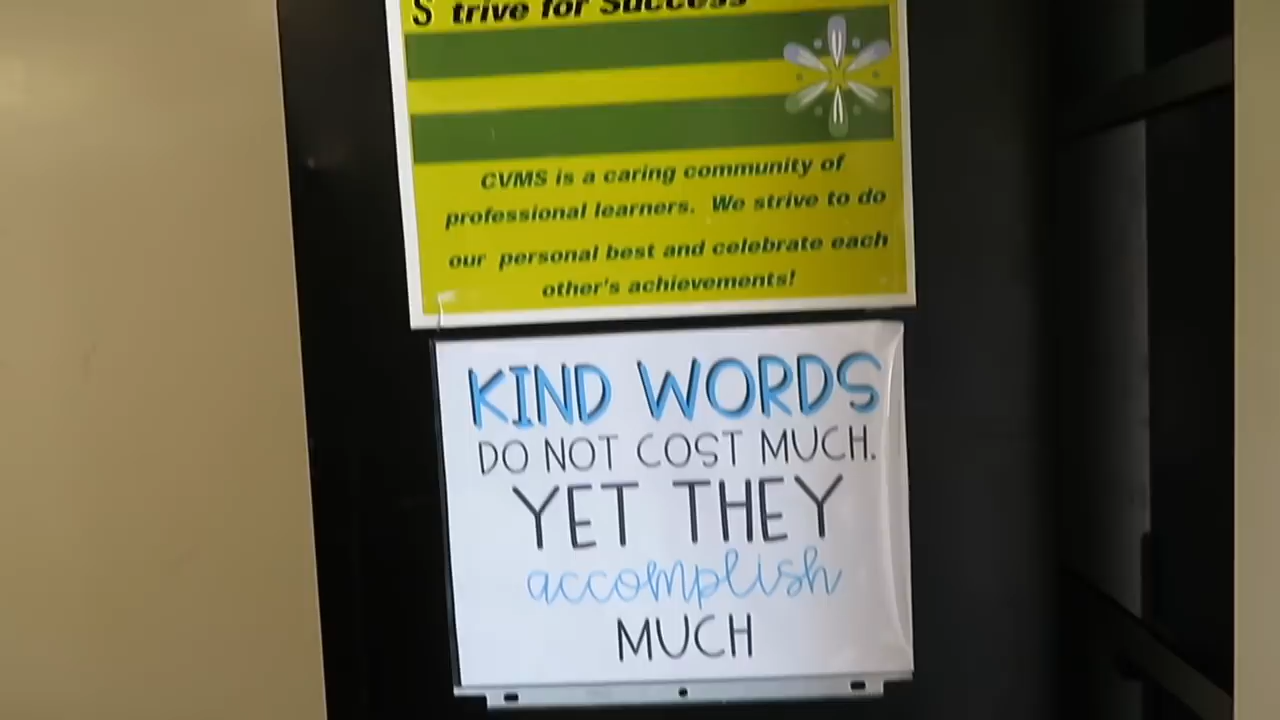 S trive for Success
CVMS is a caring community of
professional learners. We strive to do
our personal best and celebrate each
other's achievements!
KIND WORDS
DO NOT COST MUCH.
YET THEY
accomplish
MUCH